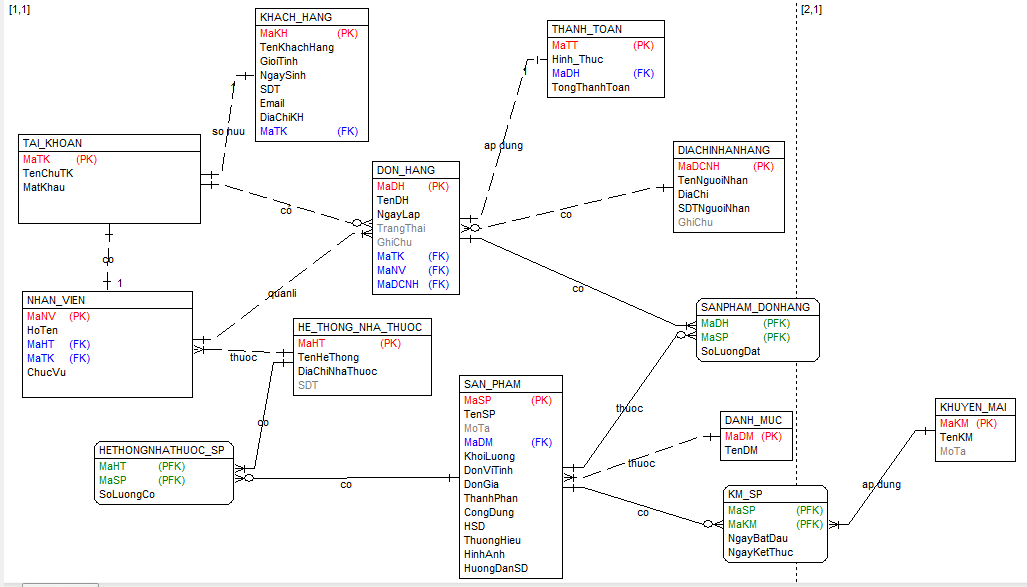 [1,1]
[2,1]
KHACH_HANG
MaKH (PK)
TenKhachHang
GioiTinh
NgaySinh
SDT
Email
DiaChiKH
MaTK (FK)
THANH_TOAN
MaTT (PK)
Hinh_Thuc
MaDH (FK)
TongThanhToan
1
1
so huu
ap dung
TAI_KHOAN
MaTK (PK)
TenChuTK
MatKhau
DIACHINHANHANG
MaDCNH (PK)
TenNguoiNhan
DiaChi
SDTNguoiNhan
GhiChu
DON_HANG
MaDH (PK)
TenDH
NgayLap
TrangThai
GhiChu
MaTK (FK)
MaNV (FK)
MaDCNH (FK)
co
co
co
1
quanli
co
NHAN_VIEN
MaNV (PK)
HoTen
MaHT (FK)
MaTK (FK)
ChucVu
SANPHAM_DONHANG
MaDH (PFK)
MaSP (PFK)
SoLuongDat
HE_THONG_NHA_THUOC
MaHT (PK)
TenHeThong
DiaChiNhaThuoc
SDT
thuoc
SAN_PHAM
MaSP (PK)
TenSP
MoTa
MaDM (FK)
KhoiLuong
DonViTinh
DonGia
ThanhPhan
CongDung
HSD
ThuongHieu
HinhAnh
HuongDanSD
thuoc
DANH_MUC
MaDM (PK)
TenDM
KHUYEN_MAI
MaKM (PK)
TenKM
MoTa
co
HETHONGNHATHUOC_SP
MaHT (PFK)
MaSP (PFK)
SoLuongCo
co
thuoc
co
ap dung
KM_SP
MaSP (PFK)
MaKM (PFK)
NgayBatDau
NgayKetThuc